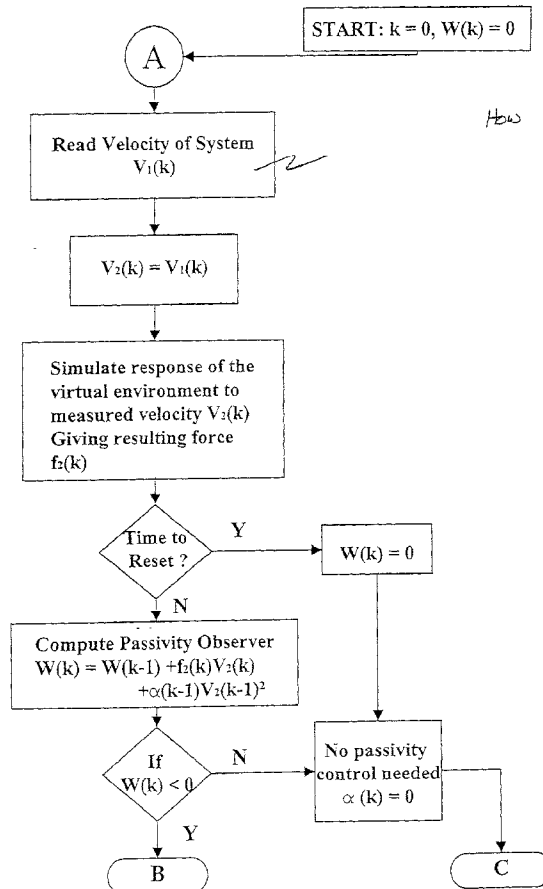 START: k = 0, W(k) = 0
A
How
Read Velocity of System
V₁(k)
V₂(k) = V₁(k)
Simulate response of the
virtual environment to
measured velocity V₂(k)
Giving resulting force
f₂(k)
Time to
Reset ?
Y
W(k) = 0
N
Compute Passivity Observer
W(k) = W(k-1) +f₂(k)V₂(k)
+α(k-1)V₂(k-1)²
If
W(k) < 0
N
No passivity
control needed
α (k) = 0
Y
B
C